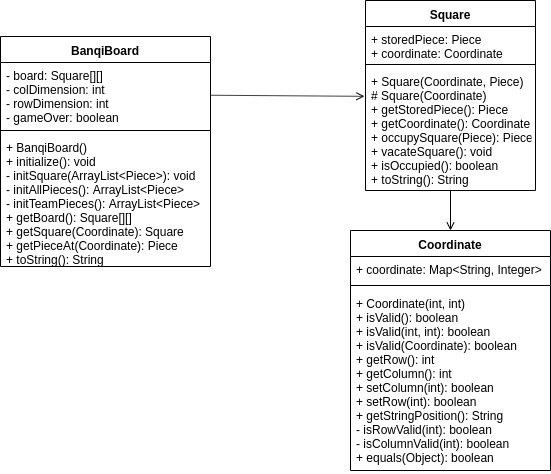 BanqiBoard
- board: Square[][]
- colDimension: int
- rowDimension: int
- gameOver: boolean
+ BanqiBoard()
+ initialize(): void
- initSquare(ArrayList<Piece>): void
- initAllPieces(): ArrayList<Piece>
- initTeamPieces(): ArrayList<Piece>
+ getBoard(): Square[][]
+ getSquare(Coordinate): Square
+ getPieceAt(Coordinate): Piece
+ toString(): String
Square
+ storedPiece: Piece
+ coordinate: Coordinate
+ Square(Coordinate, Piece)
# Square(Coordinate)
+ getStoredPiece(): Piece
+ getCoordinate(): Coordinate
+ occupySquare(Piece): Piece
+ vacateSquare(): void
+ isOccupied(): boolean
+ toString(): String
Coordinate
+ coordinate: Map<String, Integer>
+ Coordinate(int, int)
+ isValid(): boolean
+ isValid(int, int): boolean
+ isValid(Coordinate): boolean
+ getRow(): int
+ getColumn(): int
+ setColumn(int): boolean
+ setRow(int): boolean
+ getStringPosition(): String
- isRowValid(int): boolean
- isColumnValid(int): boolean
+ equals(Object): boolean